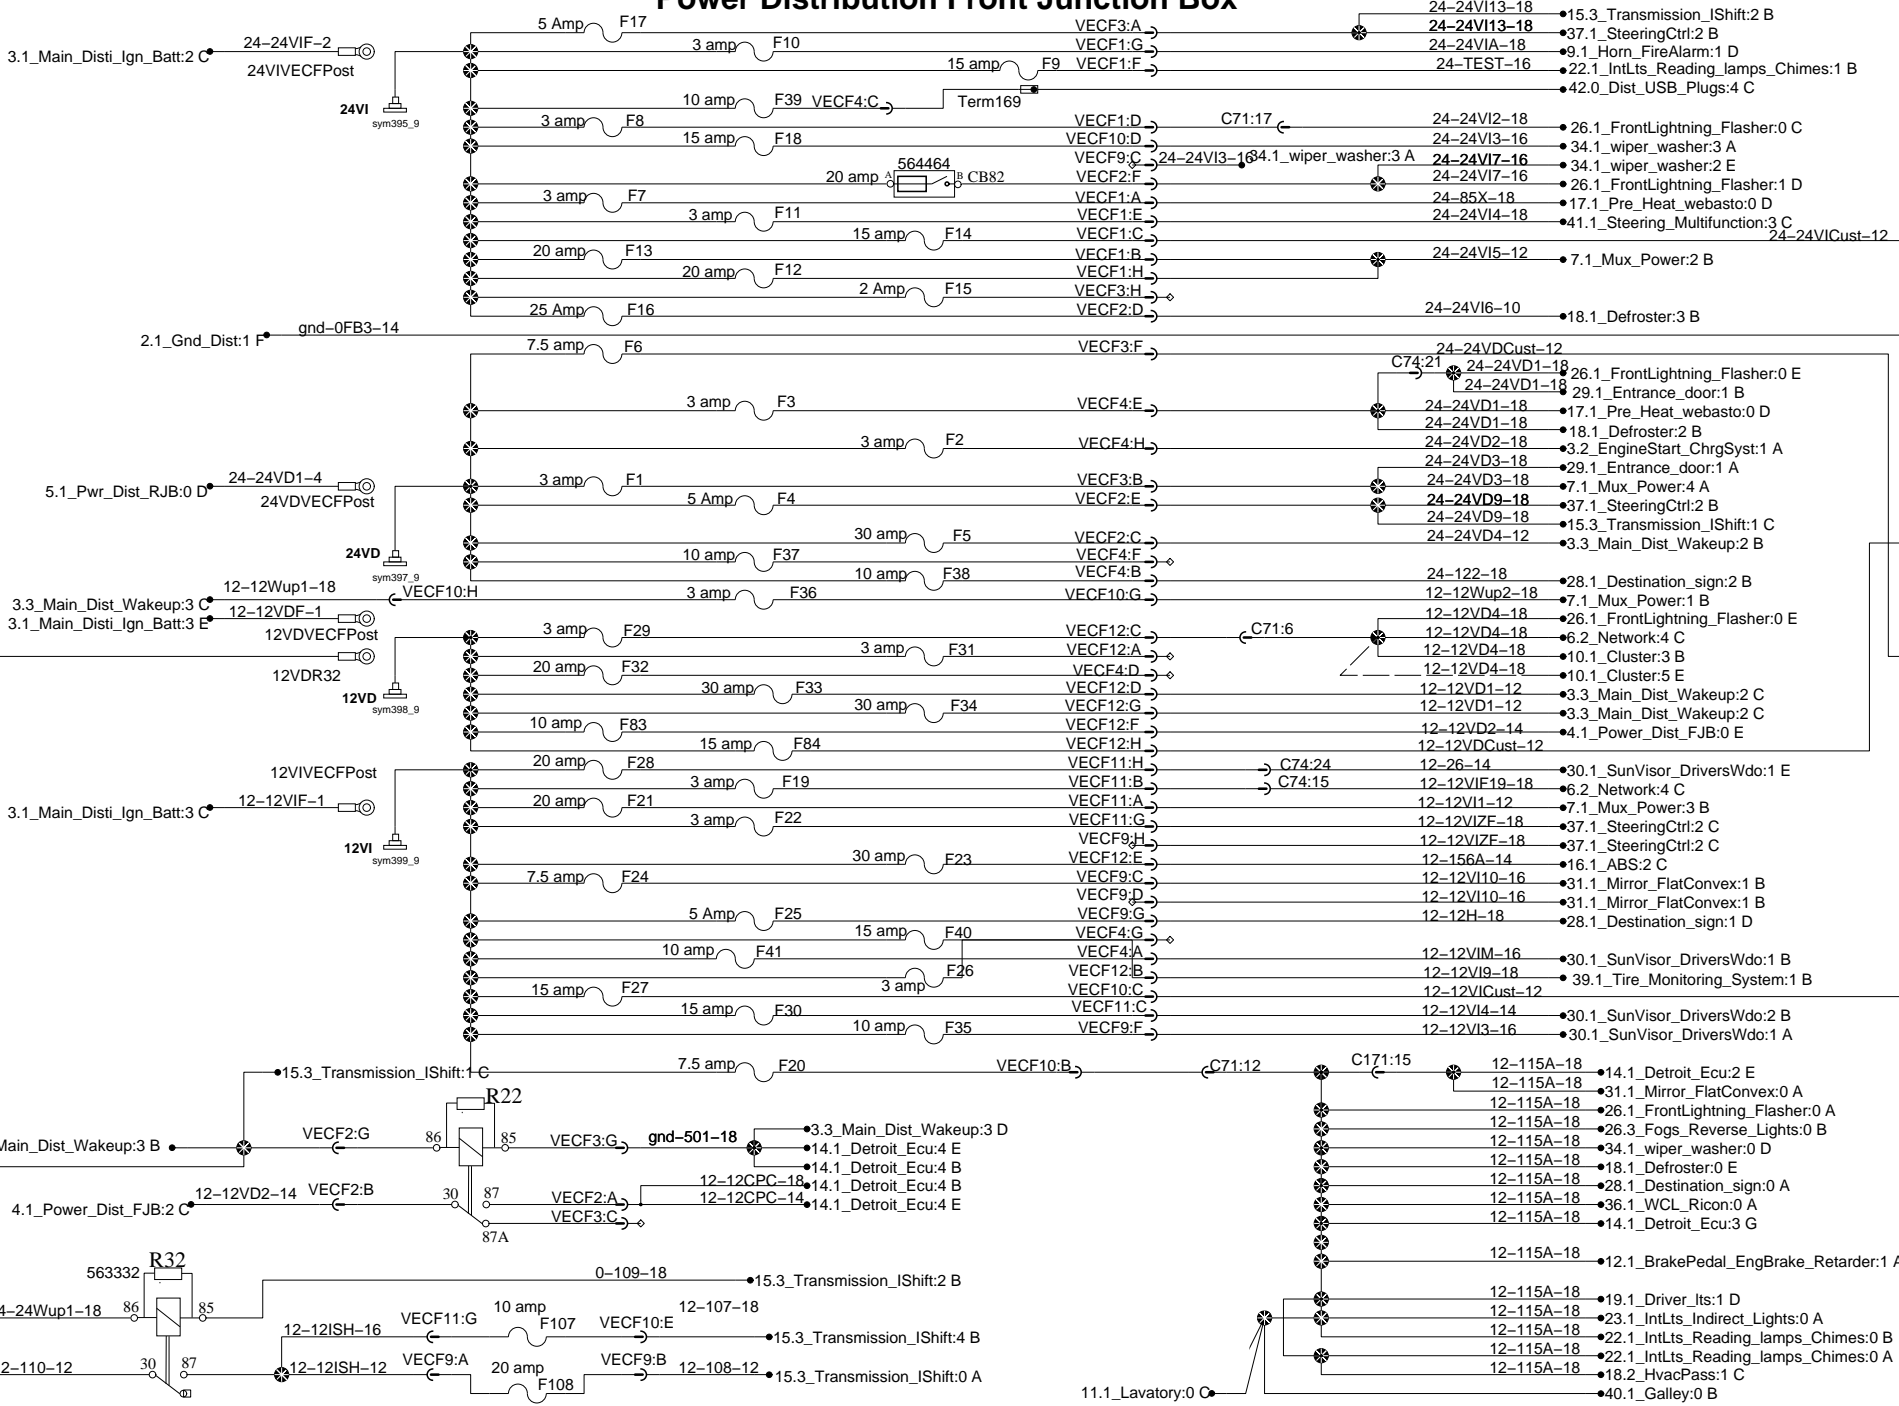 Power Distribution Front Junction Box
5 Amp F17 VECF3:A 24-24VI13-18 15.3_Transmission_IShift:2 B
24-24VI13-18 37.1_SteeringCtrl:2 B
3.1_Main_Disti_Ign_Batt:2 C 24-24VIF-2 24VIVECFPost 3 amp F10 VECF1:G 24-24VIA-18 9.1_Horn_FireAlarm:1 D
15 amp F9 VECF1:F 24-TEST-16 22.1_IntLts_Reading_lamps_Chimes:1 B
24VI sym395_9 10 amp F39 VECF4:C Term169 42.0_Dist_USB_Plugs:4 C
3 amp F8 VECF1:D C71:17 24-24VI2-18 26.1_FrontLightning_Flasher:0 C
15 amp F18 VECF10:D 24-24VI3-16 34.1_wiper_washer:3 A
VECF9:C 24-24VI3-16 34.1_wiper_washer:3 A 24-24VI7-16 34.1_wiper_washer:2 E
564464
20 amp A B CB82 VECF2:F 24-24VI7-16 26.1_FrontLightning_Flasher:1 D
3 amp F7 VECF1:A 24-85X-18 17.1_Pre_Heat_webasto:0 D
3 amp F11 VECF1:E 24-24VI4-18 41.1_Steering_Multifunction:3 C
15 amp F14 VECF1:C 24-24VICust-12
20 amp F13 VECF1:B 24-24VI5-12 7.1_Mux_Power:2 B
20 amp F12 VECF1:H
2 Amp F15 VECF3:H
25 Amp F16 VECF2:D 24-24VI6-10 18.1_Defroster:3 B
2.1_Gnd_Dist:1 F gnd-0FB3-14
7.5 amp F6 VECF3:F 24-24VDCust-12
C74:21 24-24VD1-18 26.1_FrontLightning_Flasher:0 E
24-24VD1-18 29.1_Entrance_door:1 B
3 amp F3 VECF4:E 24-24VD1-18 17.1_Pre_Heat_webasto:0 D
24-24VD1-18 18.1_Defroster:2 B
3 amp F2 VECF4:H 24-24VD2-18 3.2_EngineStart_ChrgSyst:1 A
24-24VD3-18 29.1_Entrance_door:1 A
5.1_Pwr_Dist_RJB:0 D 24-24VD1-4 24VDVECFPost 3 amp F1 VECF3:B 24-24VD3-18 7.1_Mux_Power:4 A
5 Amp F4 VECF2:E 24-24VD9-18 37.1_SteeringCtrl:2 B
24-24VD9-18 15.3_Transmission_IShift:1 C
24VD sym397_9 30 amp F5 VECF2:C 24-24VD4-12 3.3_Main_Dist_Wakeup:2 B
10 amp F37 VECF4:F
10 amp F38 VECF4:B 24-122-18 28.1_Destination_sign:2 B
3.3_Main_Dist_Wakeup:3 C 12-12Wup1-18 VECF10:H 3 amp F36 VECF10:G 12-12Wup2-18 7.1_Mux_Power:1 B
3.1_Main_Disti_Ign_Batt:3 E 12-12VDF-1 12VDVECFPost 12-12VD4-18 26.1_FrontLightning_Flasher:0 E
3 amp F29 VECF12:C C71:6 12-12VD4-18 6.2_Network:4 C
12VDR32 3 amp F31 VECF12:A 12-12VD4-18 10.1_Cluster:3 B
20 amp F32 VECF4:D 12-12VD4-18 10.1_Cluster:5 E
12VD sym398_9 30 amp F33 VECF12:D 12-12VD1-12 3.3_Main_Dist_Wakeup:2 C
30 amp F34 VECF12:G 12-12VD1-12 3.3_Main_Dist_Wakeup:2 C
10 amp F83 VECF12:F 12-12VD2-14 4.1_Power_Dist_FJB:0 E
15 amp F84 VECF12:H 12-12VDCust-12
12VIVECFPost 20 amp F28 VECF11:H C74:24 12-26-14 30.1_SunVisor_DriversWdo:1 E
3 amp F19 VECF11:B C74:15 12-12VIF19-18 6.2_Network:4 C
3.1_Main_Disti_Ign_Batt:3 C 12-12VIF-1 20 amp F21 VECF11:A 12-12VI1-12 7.1_Mux_Power:3 B
3 amp F22 VECF11:G 12-12VIZF-18 37.1_SteeringCtrl:2 C
12VI sym399_9 VECF9:H 12-12VIZF-18 37.1_SteeringCtrl:2 C
30 amp F23 VECF12:E 12-156A-14 16.1_ABS:2 C
7.5 amp F24 VECF9:C 12-12VI10-16 31.1_Mirror_FlatConvex:1 B
VECF9:D 12-12VI10-16 31.1_Mirror_FlatConvex:1 B
5 Amp F25 VECF9:G 12-12H-18 28.1_Destination_sign:1 D
15 amp F40 VECF4:G
10 amp F41 VECF4:A 12-12VIM-16 30.1_SunVisor_DriversWdo:1 B
3 amp F26 VECF12:B 12-12VI9-18 39.1_Tire_Monitoring_System:1 B
15 amp F27 VECF10:C 12-12VICust-12
15 amp F30 VECF11:C 12-12VI4-14 30.1_SunVisor_DriversWdo:2 B
10 amp F35 VECF9:F 12-12VI3-16 30.1_SunVisor_DriversWdo:1 A
15.3_Transmission_IShift:1 C 7.5 amp F20 VECF10:B C71:12 C171:15 12-115A-18 14.1_Detroit_Ecu:2 E
R22 12-115A-18 31.1_Mirror_FlatConvex:0 A
12-115A-18 26.1_FrontLightning_Flasher:0 A
3.3_Main_Dist_Wakeup:3 D 12-115A-18 26.3_Fogs_Reverse_Lights:0 B
Main_Dist_Wakeup:3 B VECF2:G 86 85 VECF3:G gnd-501-18 14.1_Detroit_Ecu:4 E 12-115A-18 34.1_wiper_washer:0 D
14.1_Detroit_Ecu:4 B 12-115A-18 18.1_Defroster:0 E
12-12CPC-18 14.1_Detroit_Ecu:4 B 12-115A-18 28.1_Destination_sign:0 A
4.1_Power_Dist_FJB:2 C 12-12VD2-14 VECF2:B 30 87 VECF2:A 12-12CPC-14 14.1_Detroit_Ecu:4 E 12-115A-18 36.1_WCL_Ricon:0 A
87A VECF3:C 12-115A-18 14.1_Detroit_Ecu:3 G
R32 12-115A-18 12.1_BrakePedal_EngBrake_Retarder:1 A
563332 0-109-18 15.3_Transmission_IShift:2 B
12-115A-18 19.1_Driver_lts:1 D
4-24Wup1-18 86 85 12-115A-18 23.1_IntLts_Indirect_Lights:0 A
12-12ISH-16 VECF11:G 10 amp F107 VECF10:E 12-107-18 15.3_Transmission_IShift:4 B 12-115A-18 22.1_IntLts_Reading_lamps_Chimes:0 B
12-115A-18 22.1_IntLts_Reading_lamps_Chimes:0 A
2-110-12 30 87 12-12ISH-12 VECF9:A 20 amp F108 VECF9:B 12-108-12 15.3_Transmission_IShift:0 A 12-115A-18 18.2_HvacPass:1 C
11.1_Lavatory:0 C 40.1_Galley:0 B